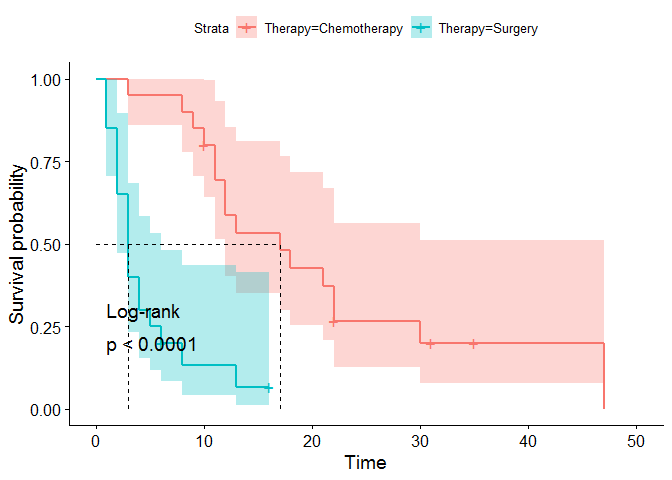 Strata Therapy=Chemotherapy Therapy=Surgery
1.00
0.75
0.50
0.25
0.00
Survival probability
Log-rank
p < 0.0001
0 10 20 30 40 50
Time